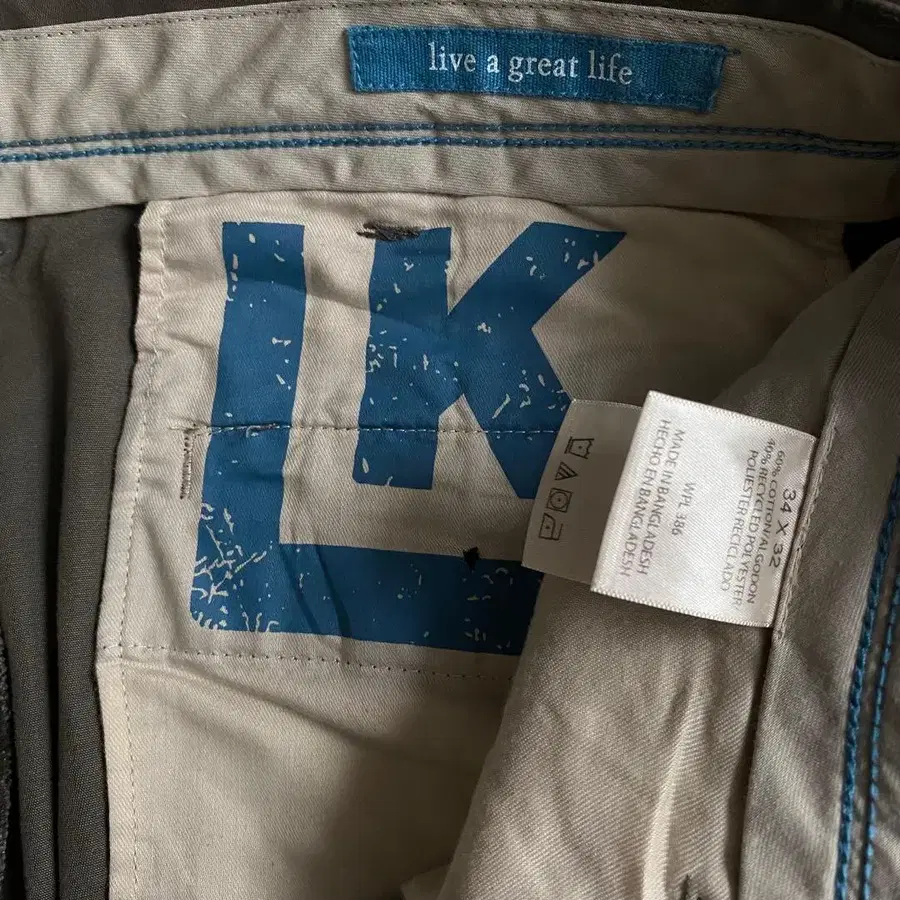 live a great life
LK
34 X 32
60% COTTON/ALGODON
40% RECYCLED POLYESTER
POLIESTER RECICLADO
WPL 386
MADE IN BANGLADESH
HECHO EN BANGLADESH